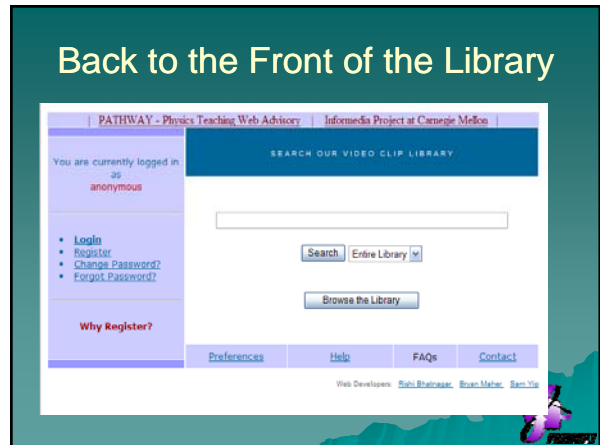 Back to the Front of the Library
| PATHWAY - Physics Teaching Web Advisory | Informedia Project at Carnegie Mellon |
You are currently logged in
as
anonymous
SEARCH OUR VIDEO CLIP LIBRARY
Login
Register
Change Password?
Forgot Password?
Why Register?
Search Entire Library
Browse the Library
Preferences Help FAQs Contact
Web Developers: Rishi Bhatnagar, Bryan Maher, Sam Yip